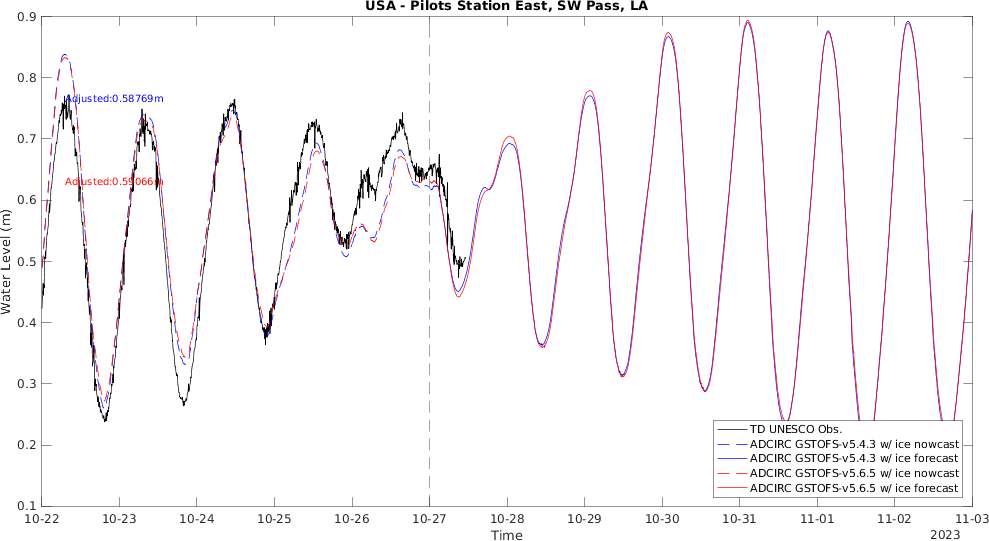 USA - Pilots Station East, SW Pass, LA
0.9
0.8
0.7
0.6
0.5
0.4
0.3
0.2
0.1
Water Level (m)
Adjusted:0.58769m
Adjusted:0.59066m
TD UNESCO Obs.
ADCIRC GSTOFS-v5.4.3 w/ ice nowcast
ADCIRC GSTOFS-v5.4.3 w/ ice forecast
ADCIRC GSTOFS-v5.6.5 w/ ice nowcast
ADCIRC GSTOFS-v5.6.5 w/ ice forecast
10-22 10-23 10-24 10-25 10-26 10-27 10-28 10-29 10-30 10-31 11-01 11-02 11-03
Time
2023